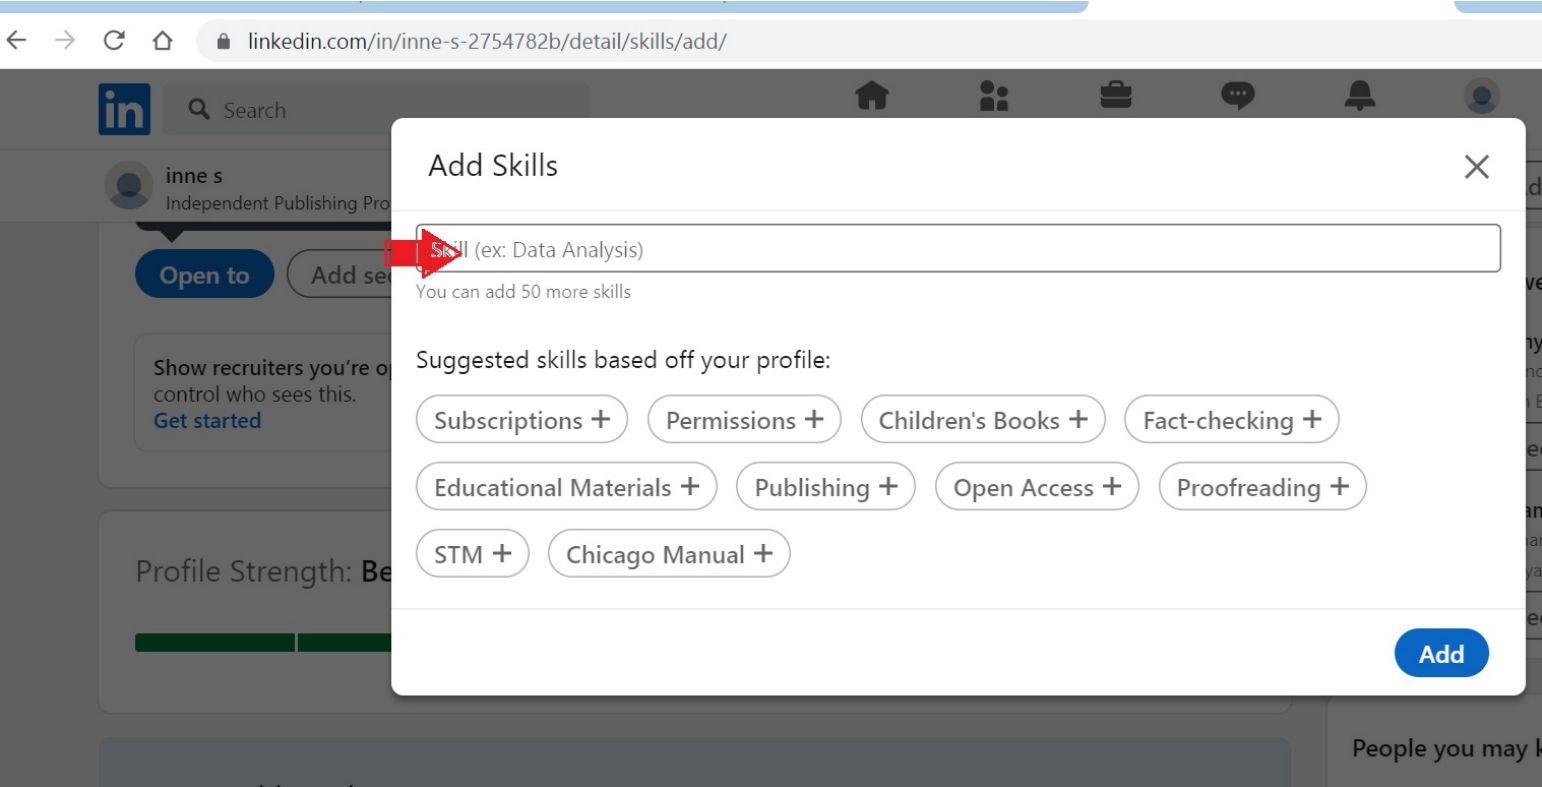 linkedin.com/in/inne-s-2754782b/detail/skills/add/
in
Search
inne s
Independent Publishing Pro
Add Skills
Skill (ex: Data Analysis)
You can add 50 more skills
Open to
Add sec
Show recruiters you're op
control who sees this.
Get started
Suggested skills based off your profile:
Subscriptions +
Permissions +
Children's Books +
Fact-checking +
Educational Materials +
Publishing +
Open Access +
Proofreading +
STM +
Chicago Manual +
Profile Strength: Be
Add
People you may k